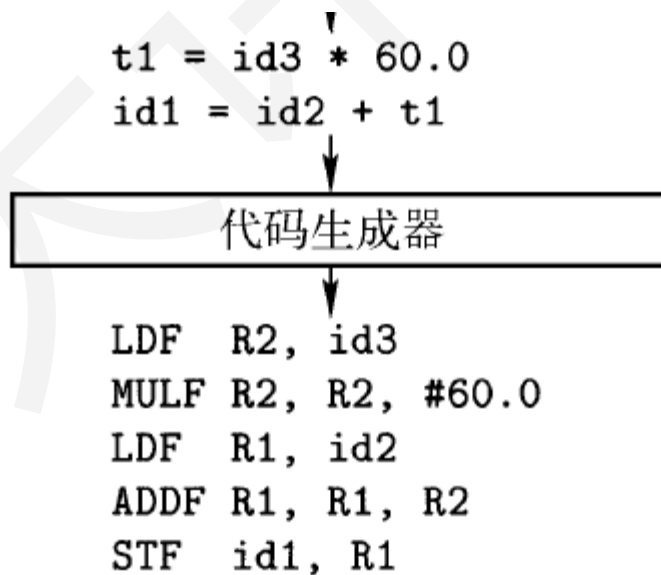 t1 = id3 * 60.0
id1 = id2 + t1
代码生成器
LDF R2, id3
MULF R2, R2, #60.0
LDF R1, id2
ADDF R1, R1, R2
STF id1, R1